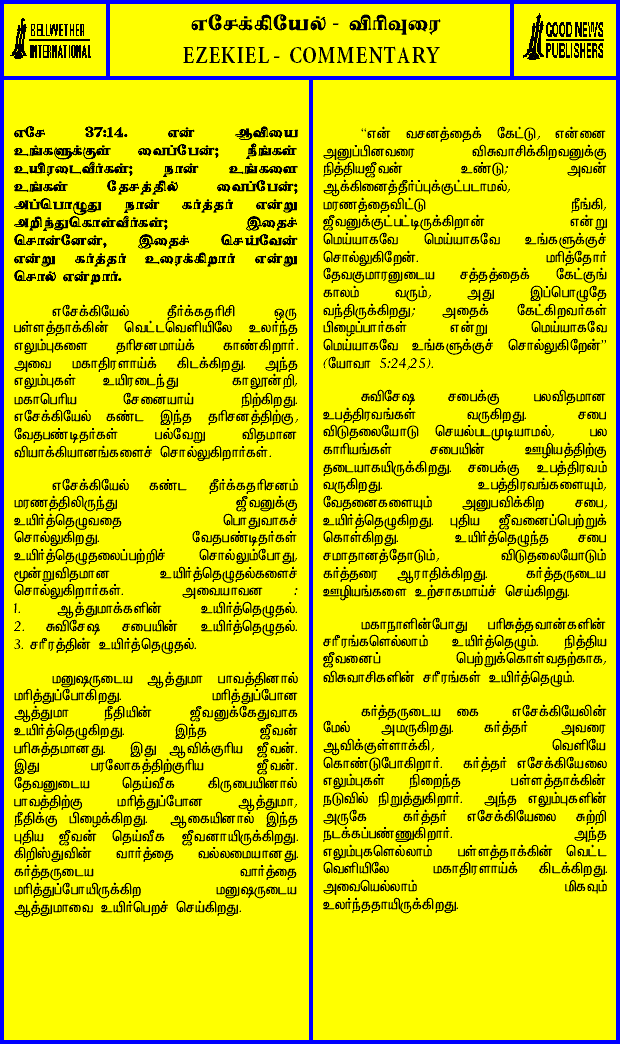 BELLWETHER
INTERNATIONAL
எசேக்கியேல் - விரிவுரை
EZEKIEL - COMMENTARY
GOOD NEWS
PUBLISHERS
எசே 37:14. என் ஆவியை
உங்களுக்குள் வைப்பேன்; நீங்கள்
உயிரடைவீர்கள்; நான் உங்களை
உங்கள் தேசத்தில் வைப்பேன்;
அப்பொழுது நான் கர்த்தர் என்று
அறிந்துகொள்வீர்கள்; இதைச்
சொன்னேன், இதைச் செய்வேன்
என்று கர்த்தர் உரைக்கிறார் என்று
சொல் என்றார்.
எசேக்கியேல் தீர்க்கதரிசி ஒரு
பள்ளத்தாக்கின் வெட்டவெளியிலே உலர்ந்த
எலும்புகளை தரிசனமாய்க் காண்கிறார்.
அவை மகாதிரளாய்க் கிடக்கிறது. அந்த
எலும்புகள் உயிரடைந்து காலூன்றி,
மகாபெரிய சேனையாய் நிற்கிறது.
எசேக்கியேல் கண்ட இந்த தரிசனத்திற்கு,
வேதபண்டிதர்கள் பல்வேறு விதமான
வியாக்கியானங்களைச் சொல்லுகிறார்கள்.
எசேக்கியேல் கண்ட தீர்க்கதரிசனம்
மரணத்திலிருந்து ஜீவனுக்கு
உயிர்த்தெழுவதை பொதுவாகச்
சொல்லுகிறது. வேதபண்டிதர்கள்
உயிர்த்தெழுதலைப்பற்றிச் சொல்லும்போது,
மூன்றுவிதமான உயிர்த்தெழுதல்களைச்
சொல்லுகிறார்கள். அவையாவன :
1. ஆத்துமாக்களின் உயிர்த்தெழுதல்.
2. சுவிசேஷ சபையின் உயிர்த்தெழுதல்.
3. சரீரத்தின் உயிர்த்தெழுதல்.
மனுஷருடைய ஆத்துமா பாவத்தினால்
மரித்துப்போகிறது. மரித்துப்போன
ஆத்துமா நீதியின் ஜீவனுக்கேதுவாக
உயிர்த்தெழுகிறது. இந்த ஜீவன்
பரிசுத்தமானது. இது ஆவிக்குரிய ஜீவன்.
இது பரலோகத்திற்குரிய ஜீவன்.
தேவனுடைய தெய்வீக கிருபையினால்
பாவத்திற்கு மரித்துப்போன ஆத்துமா,
நீதிக்கு பிழைக்கிறது. ஆகையினால் இந்த
புதிய ஜீவன் தெய்வீக ஜீவனாயிருக்கிறது.
கிறிஸ்துவின் வார்த்தை வல்லமையானது.
கர்த்தருடைய வார்த்தை
மரித்துப்போயிருக்கிற மனுஷருடைய
ஆத்துமாவை உயிர்பெறச் செய்கிறது.
“என் வசனத்தைக் கேட்டு, என்னை
அனுப்பினவரை விசுவாசிக்கிறவனுக்கு
நித்தியஜீவன் உண்டு; அவன்
ஆக்கினைத்தீர்ப்புக்குட்படாமல்,
மரணத்தைவிட்டு நீங்கி,
ஜீவனுக்குட்பட்டிருக்கிறான் என்று
மெய்யாகவே மெய்யாகவே உங்களுக்குச்
சொல்லுகிறேன். மரித்தோர்
தேவகுமாரனுடைய சத்தத்தைக் கேட்குங்
காலம் வரும், அது இப்பொழுதே
வந்திருக்கிறது; அதைக் கேட்கிறவர்கள்
பிழைப்பார்கள் என்று மெய்யாகவே
மெய்யாகவே உங்களுக்குச் சொல்லுகிறேன்”
(யோவா 5:24,25).
சுவிசேஷ சபைக்கு பலவிதமான
உபத்திரவங்கள் வருகிறது. சபை
விடுதலையோடு செயல்படமுடியாமல், பல
காரியங்கள் சபையின் ஊழியத்திற்கு
தடையாகயிருக்கிறது. சபைக்கு உபத்திரவம்
வருகிறது. உபத்திரவங்களையும்,
வேதனைகளையும் அனுபவிக்கிற சபை,
உயிர்த்தெழுகிறது. புதிய ஜீவனைப்பெற்றுக்
கொள்கிறது. உயிர்த்தெழுந்த சபை
சமாதானத்தோடும், விடுதலையோடும்
கர்த்தரை ஆராதிக்கிறது. கர்த்தருடைய
ஊழியங்களை உற்சாகமாய்ச் செய்கிறது.
மகாநாளின்போது பரிசுத்தவான்களின்
சரீரங்களெல்லாம் உயிர்த்தெழும். நித்திய
ஜீவனைப் பெற்றுக்கொள்வதற்காக,
விசுவாசிகளின் சரீரங்கள் உயிர்த்தெழும்.
கர்த்தருடைய கை எசேக்கியேலின்
மேல் அமருகிறது. கர்த்தர் அவரை
ஆவிக்குள்ளாக்கி, வெளியே
கொண்டுபோகிறார். கர்த்தர் எசேக்கியேலை
எலும்புகள் நிறைந்த பள்ளத்தாக்கின்
நடுவில் நிறுத்துகிறார். அந்த எலும்புகளின்
அருகே கர்த்தர் எசேக்கியேலை சுற்றி
நடக்கப்பண்ணுகிறார். அந்த
எலும்புகளெல்லாம் பள்ளத்தாக்கின் வெட்ட
வெளியிலே மகாதிரளாய்க் கிடக்கிறது.
அவையெல்லாம் மிகவும்
உலர்ந்ததாயிருக்கிறது.